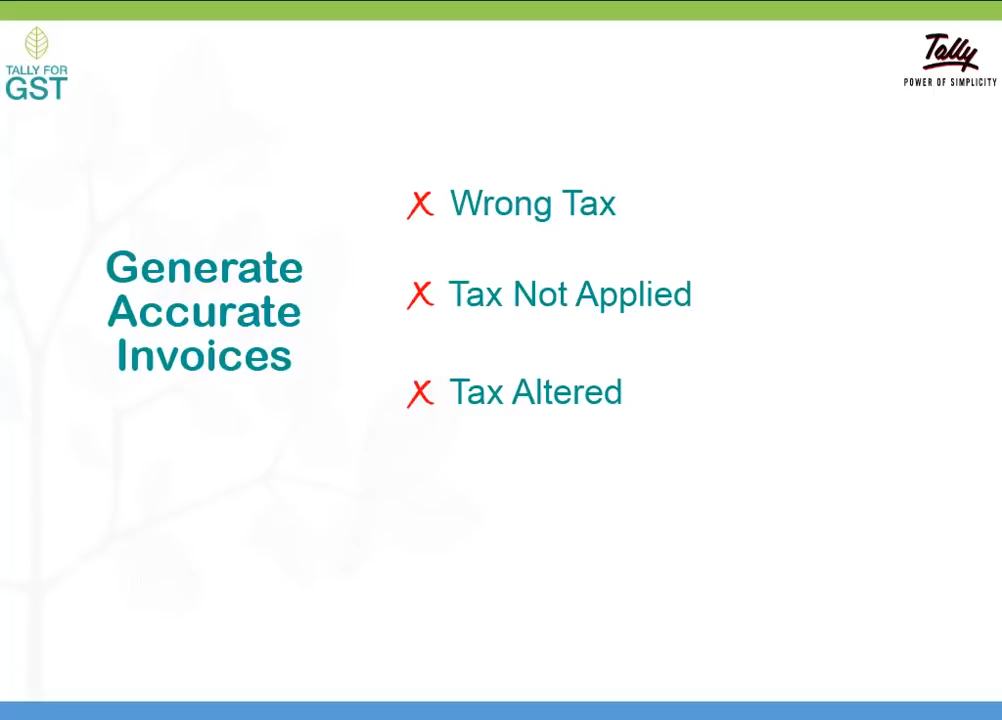 TALLY FOR
GST
Tally
POWER OF SIMPLICITY
Generate
Accurate
Invoices
X Wrong Tax
X Tax Not Applied
X Tax Altered